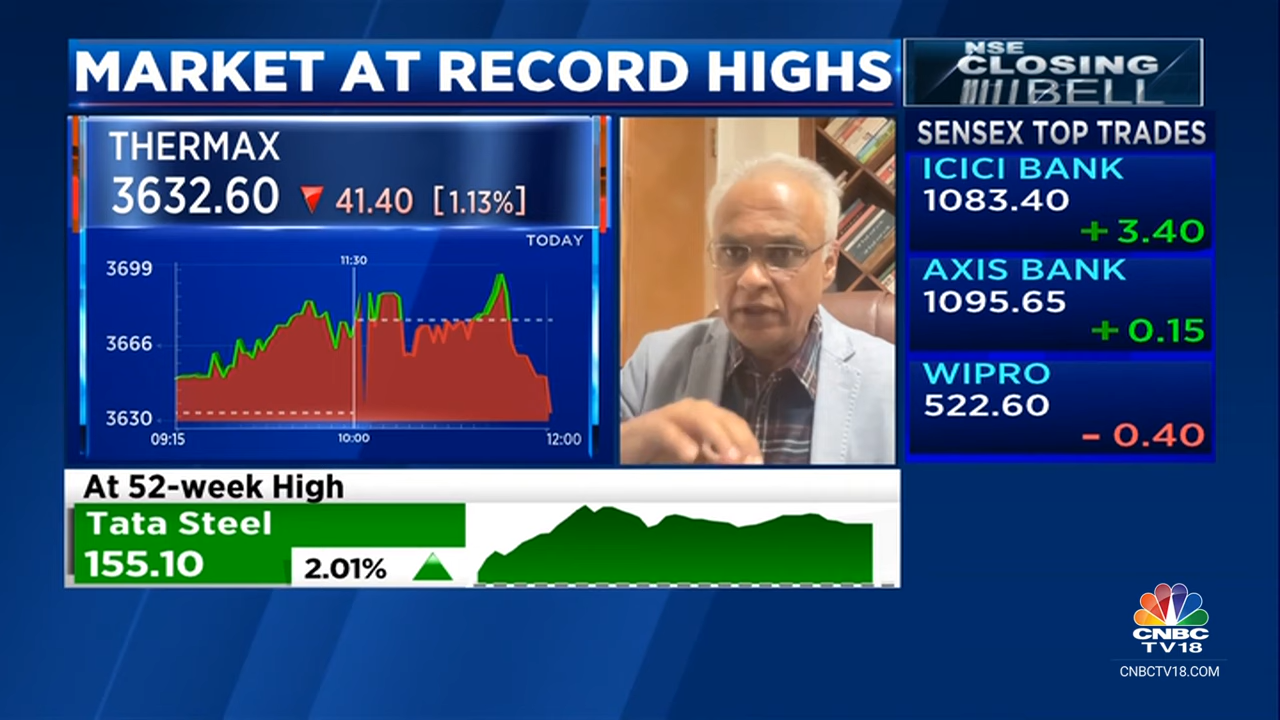 MARKET AT RECORD HIGHS
NSE
CLOSING
BELL
THERMAX
3632.60 ▼ 41.40 [1.13%]
TODAY
11:30
3699
3666
3630
09:15 10:00 12:00
SENSEX TOP TRADES
ICICI BANK
1083.40
+ 3.40
AXIS BANK
1095.65
+ 0.15
WIPRO
522.60
- 0.40
At 52-week High
Tata Steel
155.10 2.01% ▲
CNBC
TV18
CNBCTV18.COM